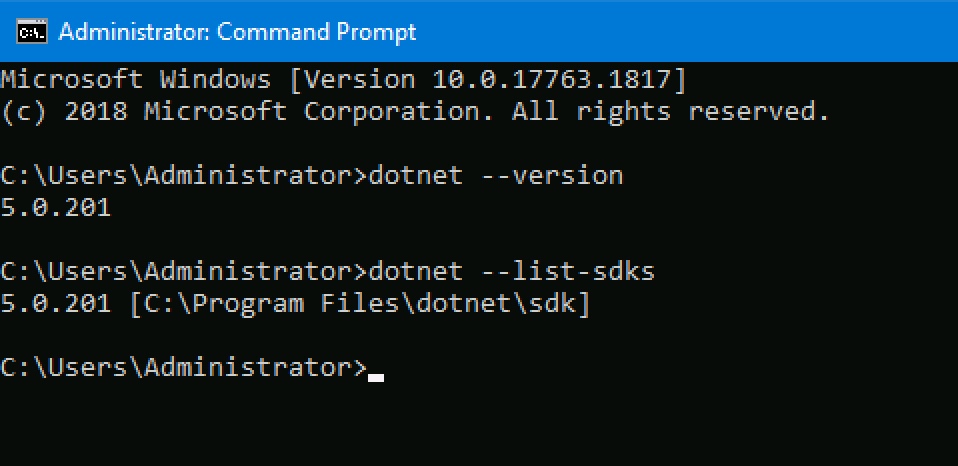 Administrator: Command Prompt
Microsoft Windows [Version 10.0.17763.1817]
(c) 2018 Microsoft Corporation. All rights reserved.
C:\Users\Administrator>dotnet --version
5.0.201
C:\Users\Administrator>dotnet --list-sdks
5.0.201 [C:\Program Files\dotnet\sdk]
C:\Users\Administrator>